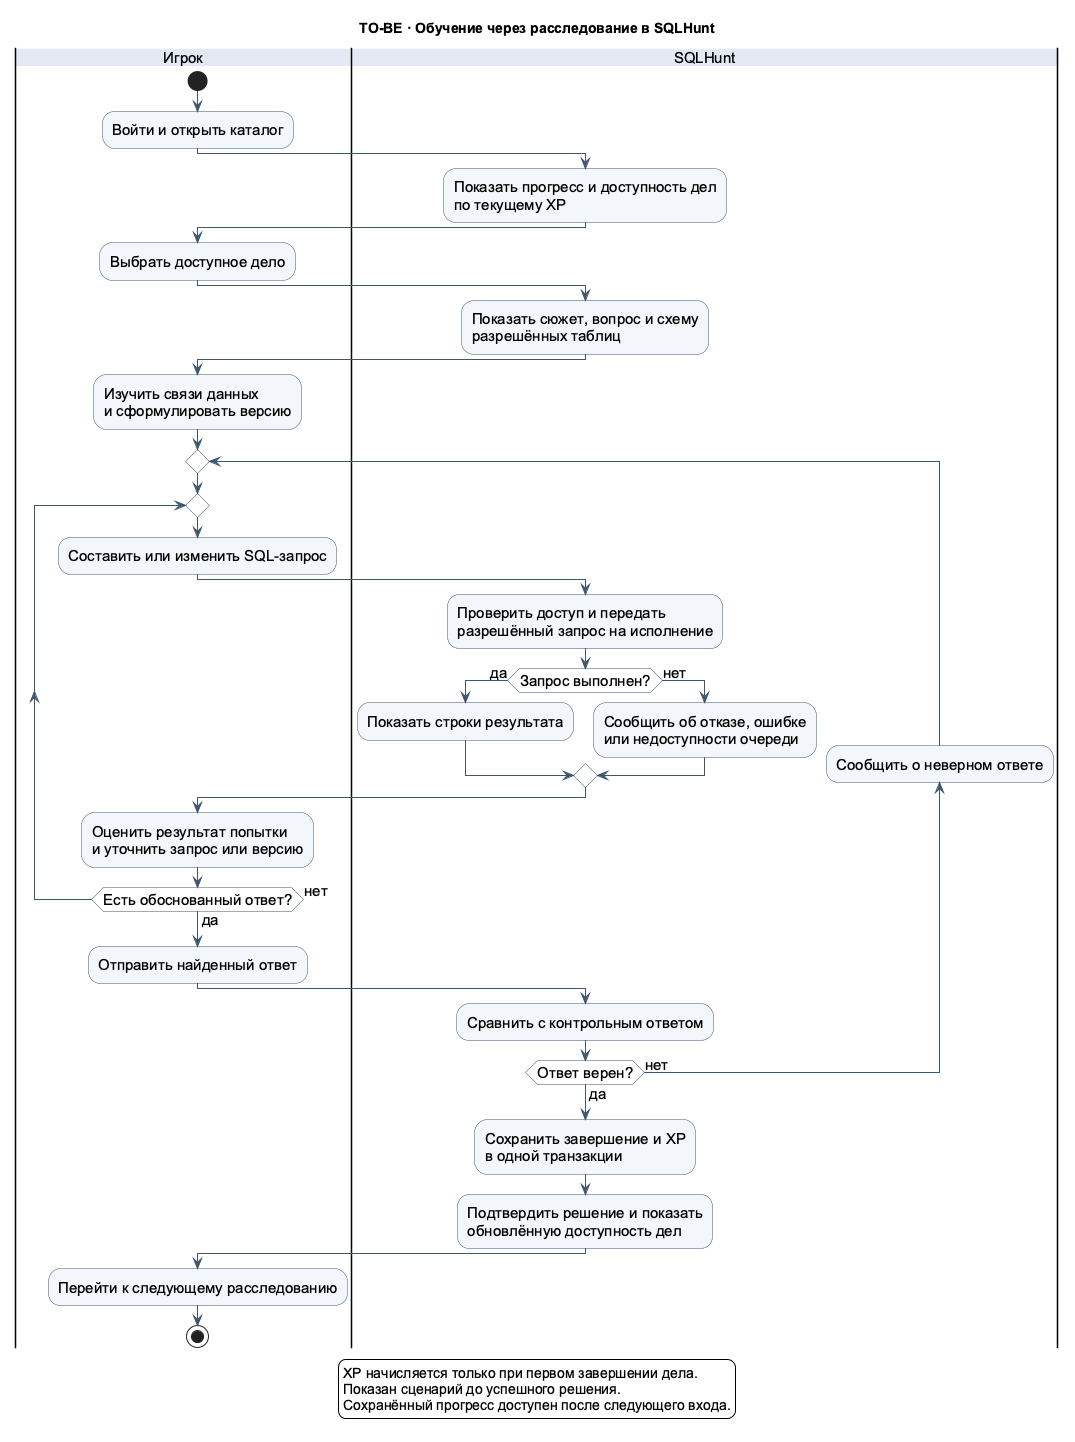 TO-BE · Обучение через расследование в SQLHunt
Игрок
SQLHunt
Войти и открыть каталог
Показать прогресс и доступность дел
по текущему XP
Выбрать доступное дело
Показать сюжет, вопрос и схему
разрешённых таблиц
Изучить связи данных
и сформулировать версию
Составить или изменить SQL-запрос
Проверить доступ и передать
разрешённый запрос на исполнение
да
Запрос выполнен?
нет
Показать строки результата
Сообщить об отказе, ошибке
или недоступности очереди
Сообщить о неверном ответе
Оценить результат попытки
и уточнить запрос или версию
Есть обоснованный ответ?
нет
да
Отправить найденный ответ
Сравнить с контрольным ответом
Ответ верен?
нет
да
Сохранить завершение и XP
в одной транзакции
Подтвердить решение и показать
обновлённую доступность дел
Перейти к следующему расследованию
XP начисляется только при первом завершении дела.
Показан сценарий до успешного решения.
Сохранённый прогресс доступен после следующего входа.